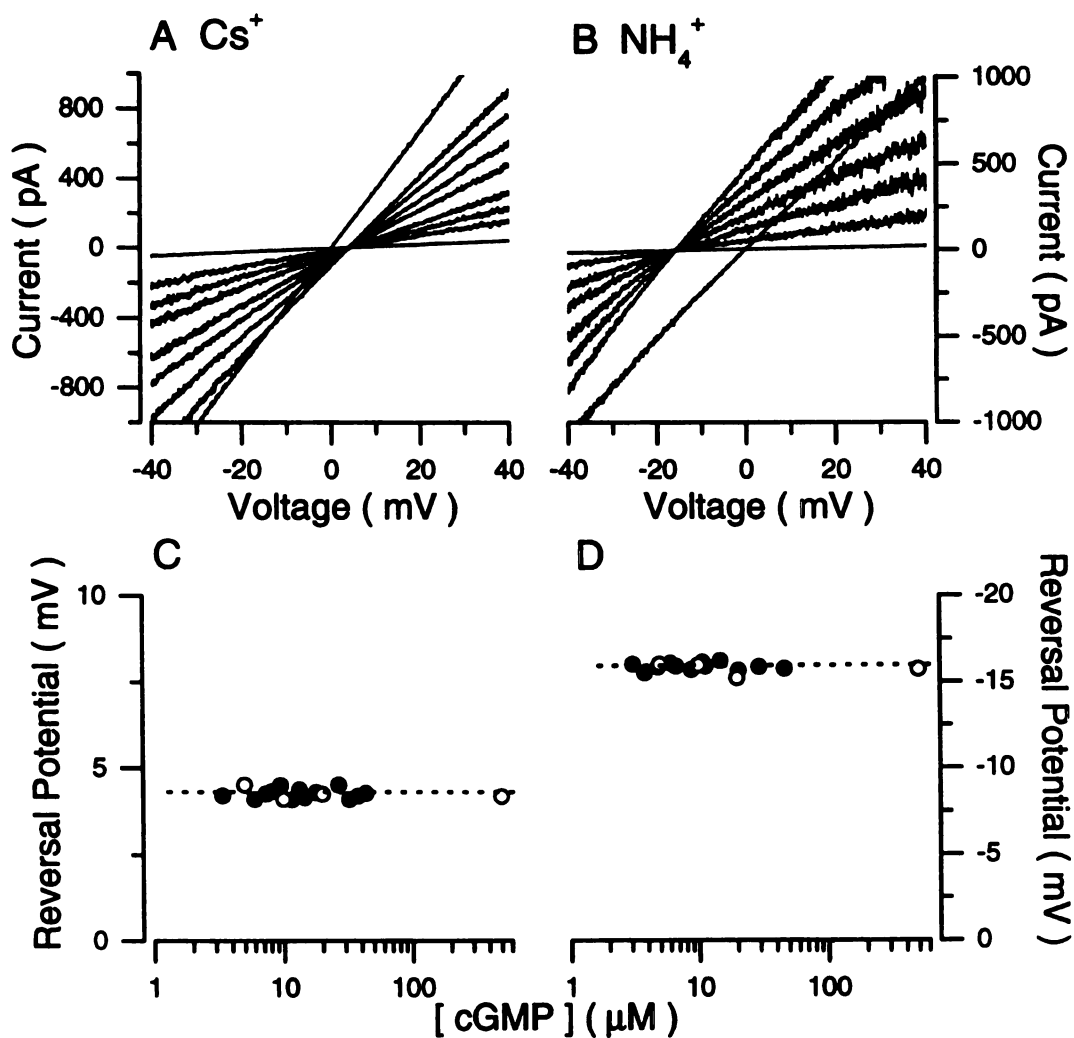 A Cs+
B NH4+
800
400
0
-400
-800
Current ( pA )
-40 -20 0 20 40
Voltage ( mV )
1000
500
0
-500
-1000
Current ( pA )
-40 -20 0 20 40
Voltage ( mV )
C
10
5
0
Reversal Potential ( mV )
1 10 100
D
-20
-15
-10
-5
0
Reversal Potential ( mV )
1 10 100
[ cGMP ] ( μM )